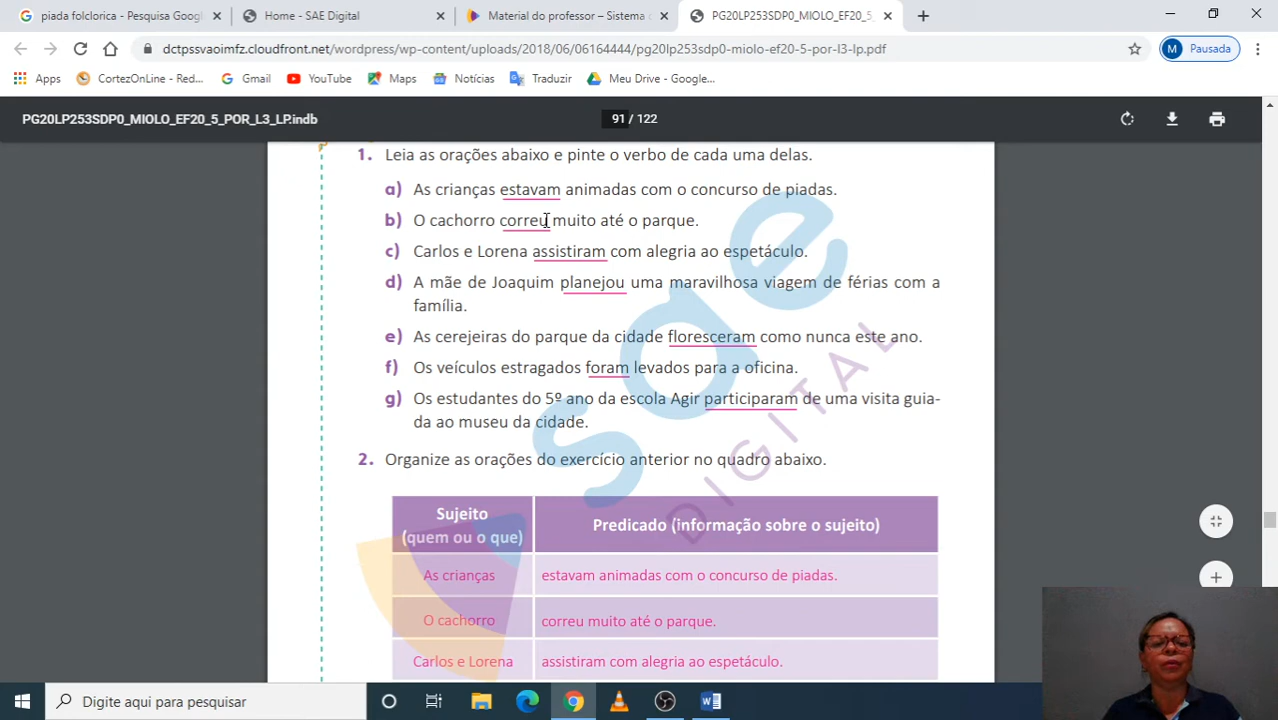 piada folclorica - Pesquisa Goog
Home - SAE Digital
Material do professor – Sistema d
PG20LP253SDP0_MIOLO_EF20_5_
dctpssvaoimfz.cloudfront.net/wordpress/wp-content/uploads/2018/06/06164444/pg20lp253sdp0-miolo-ef20-5-por-l3-lp.pdf
M Pausada
Apps CortezOnLine - Red... Gmail YouTube Maps Notícias Traduzir Meu Drive - Google...
PG20LP253SDP0_MIOLO_EF20_5_POR_L3_LP.indb
91 / 122
1. Leia as orações abaixo e pinte o verbo de cada uma delas.
a) As crianças estavam animadas com o concurso de piadas.
b) O cachorro correu muito até o parque.
c) Carlos e Lorena assistiram com alegria ao espetáculo.
d) A mãe de Joaquim planejou uma maravilhosa viagem de férias com a
família.
e) As cerejeiras do parque da cidade floresceram como nunca este ano.
f) Os veículos estragados foram levados para a oficina.
g) Os estudantes do 5º ano da escola Agir participaram de uma visita guia-
da ao museu da cidade.
2. Organize as orações do exercício anterior no quadro abaixo.
Sujeito
(quem ou o que)
Predicado (informação sobre o sujeito)
As crianças estavam animadas com o concurso de piadas.
O cachorro correu muito até o parque.
Carlos e Lorena assistiram com alegria ao espetáculo.
sae
DIGITAL
Digite aqui para pesquisar